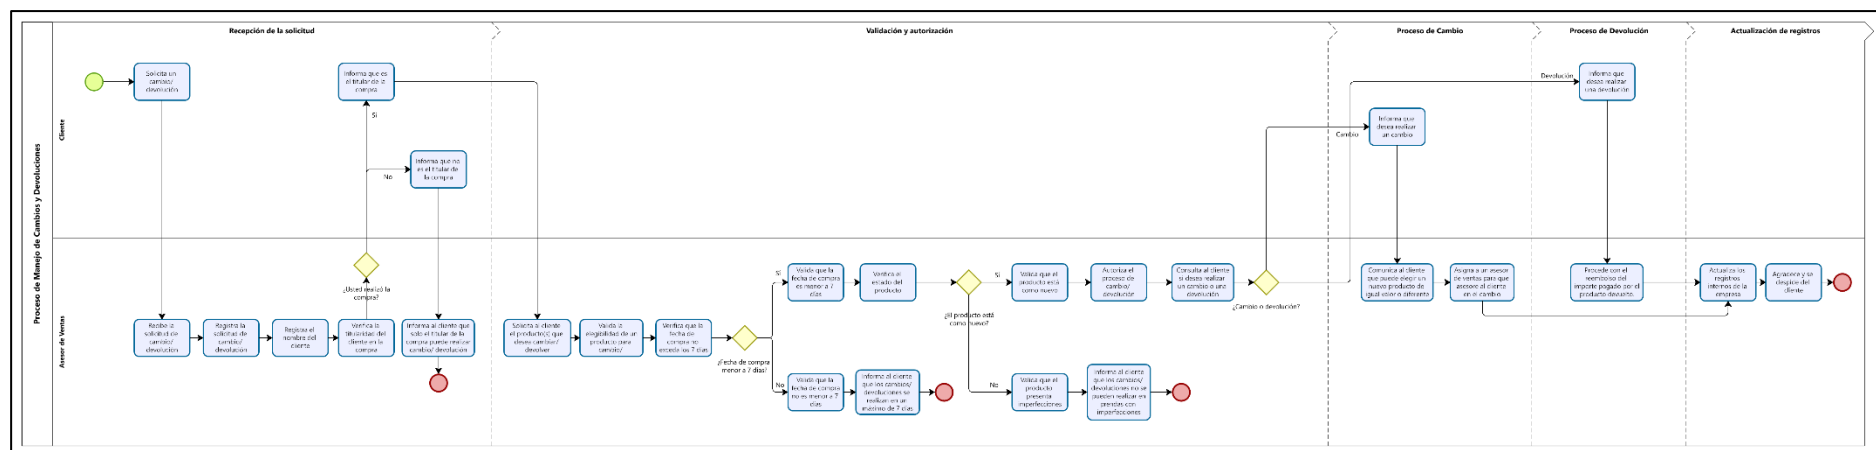 Proceso de Manejo de Cambios y Devoluciones
Recepción de la solicitud
Validación y autorización
Proceso de Cambio
Proceso de Devolución
Actualización de registros
Cliente
Solicita un
cambio/
devolución
Informa que es
el titular de la
compra
Si
Informa que no
es el titular de
la compra
No
Devolución
Informa que
desea realizar
una devolución
Cambio
Informa que
desea realizar
un cambio
Asesor de Ventas
Recibe la
solicitud de
cambio/
devolución
Registra la
solicitud de
cambio/
devolución
Registra el
nombre del
cliente
Verifica la
titularidad del
cliente en la
compra
¿Usted realizó la
compra?
Informa al cliente que
solo el titular de la
compra puede realizar
cambio/ devolución
Solicita al cliente
el producto(s) que
desea cambiar/
devolver
Valida la
elegibilidad de un
producto para
cambio/
Verifica que la
fecha de
compra no
exceda los 7 días
¿Fecha de compra
menor a 7 días?
Si
Valida que la
fecha de compra
es menor a 7
días
Verifica el
estado del
producto
¿El producto está
como nuevo?
Si
Valida que el
producto está
como nuevo
Autoriza el
proceso de
cambio/
devolución
Consulta al cliente
si desea realizar
un cambio o una
devolución
¿Cambio o devolución?
No
Valida que la
fecha de compra
no es menor a 7
días
Informa al cliente
que los cambios/
devoluciones se
realizan en un
máximo de 7 días
No
Valida que el
producto
presenta
imperfecciones
Informa al cliente
que los cambios/
devoluciones no se
pueden realizar en
prendas con
imperfecciones
Comunica al cliente
que puede elegir un
nuevo producto de
igual valor o diferente
Asigna a un asesor
de ventas para que
asesore al cliente
en el cambio
Procede con el
reembolso del
importe pagado por el
producto devuelto.
Actualiza los
registros
internos de la
empresa
Agradece y se
despide del
cliente